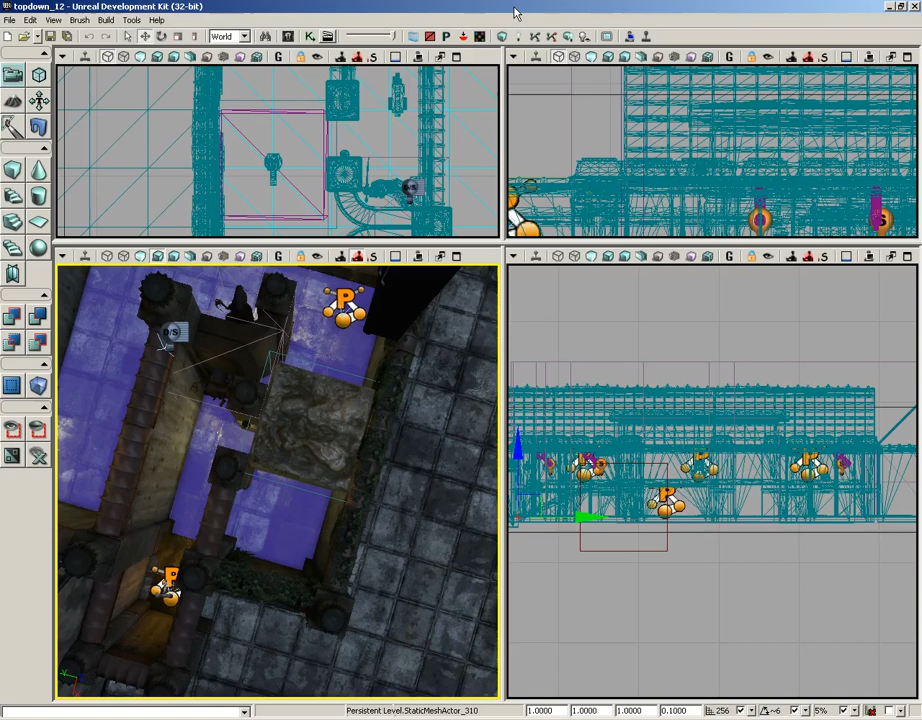 topdown_12 - Unreal Development Kit (32-bit)
File Edit View Brush Build Tools Help
World
K
P
G
S
G
S
D/S
S
G
S
G
S
P
D/S
P
P
P
P
P
Persistent Level.StaticMeshActor_310
1.0000
1.0000
1.0000
0.1000
256
~6
5%